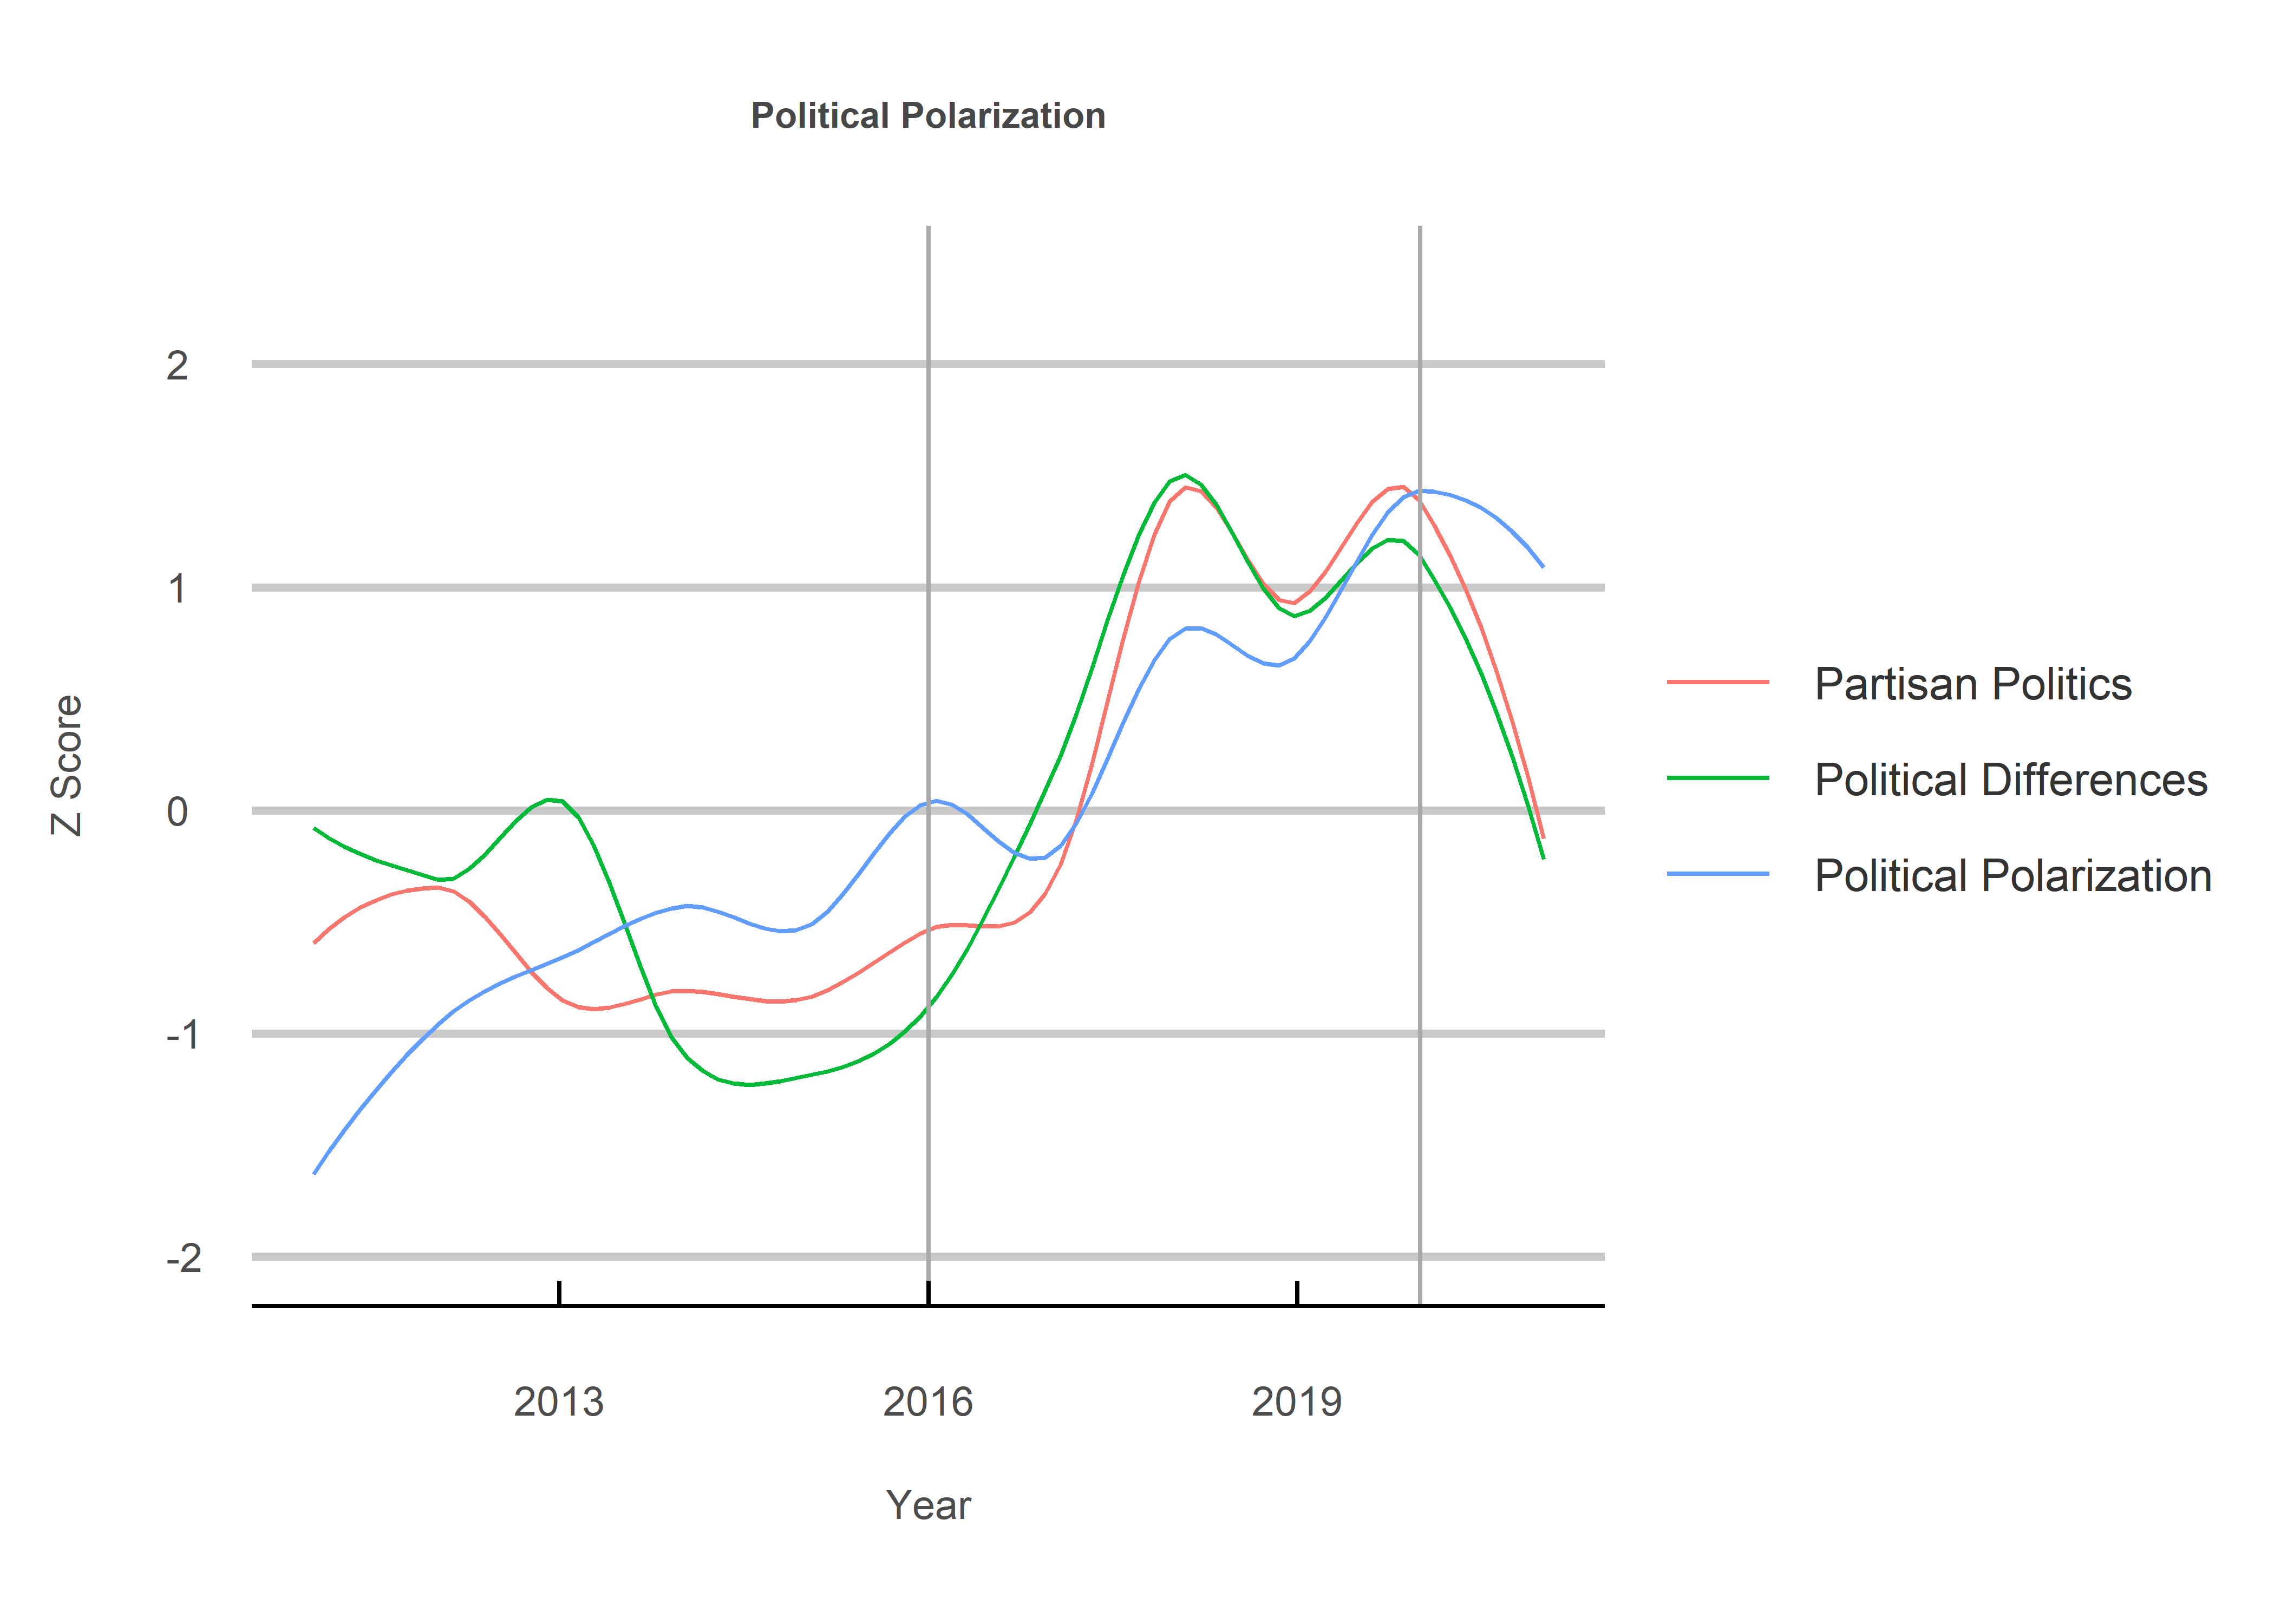 Political Polarization
2
1
0
-1
-2
Z Score
2013
2016
2019
Year
Partisan Politics
Political Differences
Political Polarization